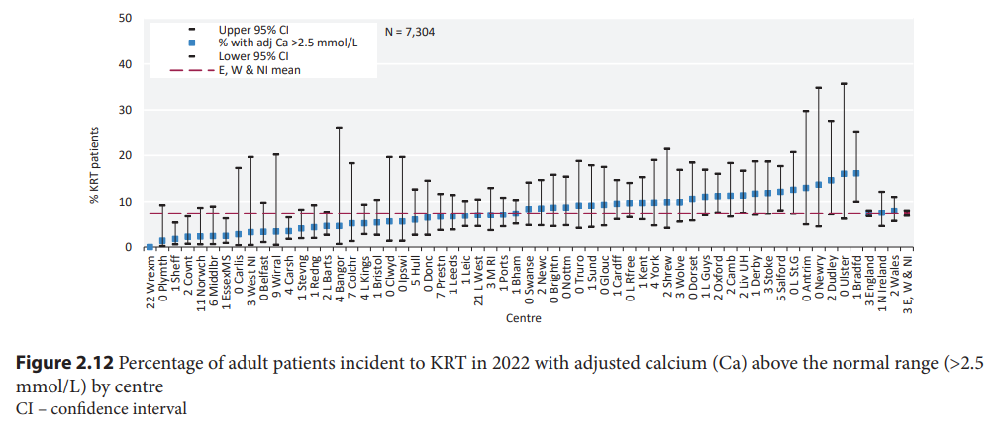 50
40
30
20
10
0
% KRT patients
Upper 95% CI
% with adj Ca >2.5 mmol/L
Lower 95% CI
E, W & NI mean
N = 7,304
22 Wrexm
0 Plymth
1 Sheff
2 Covnt
11 Norwch
6 Middlbr
1 EssexMS
0 Carlis
3 West NI
0 Belfast
9 Wirral
4 Carsh
1 Stevng
1 Redng
2 L Barts
4 Bangor
7 Colchr
4 L Kings
1 Bristol
0 Clwyd
0 Ipswi
5 Hull
0 Donc
7 Prestn
1 Leeds
1 Leic
21 L West
3 M RI
1 Ports
1 Bham
0 Swanse
2 Newc
0 Brightn
0 Nottm
0 Truro
1 Sund
0 Glouc
1 Cardff
0 L Rfree
1 Kent
4 York
2 Shrew
3 Wolve
0 Dorset
1 L Guys
2 Oxford
2 Camb
2 Liv UH
1 Derby
3 Stoke
5 Salford
0 L St.G
0 Antrim
0 Newry
2 Dudley
0 Ulster
1 Bradfd
3 England
1 N Ireland
2 Wales
3 E, W & NI
Centre
Figure 2.12 Percentage of adult patients incident to KRT in 2022 with adjusted calcium (Ca) above the normal range (>2.5
mmol/L) by centre
CI – confidence interval